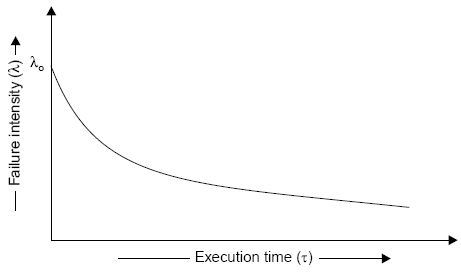 Failure intensity (λ)
λo
Execution time (τ)